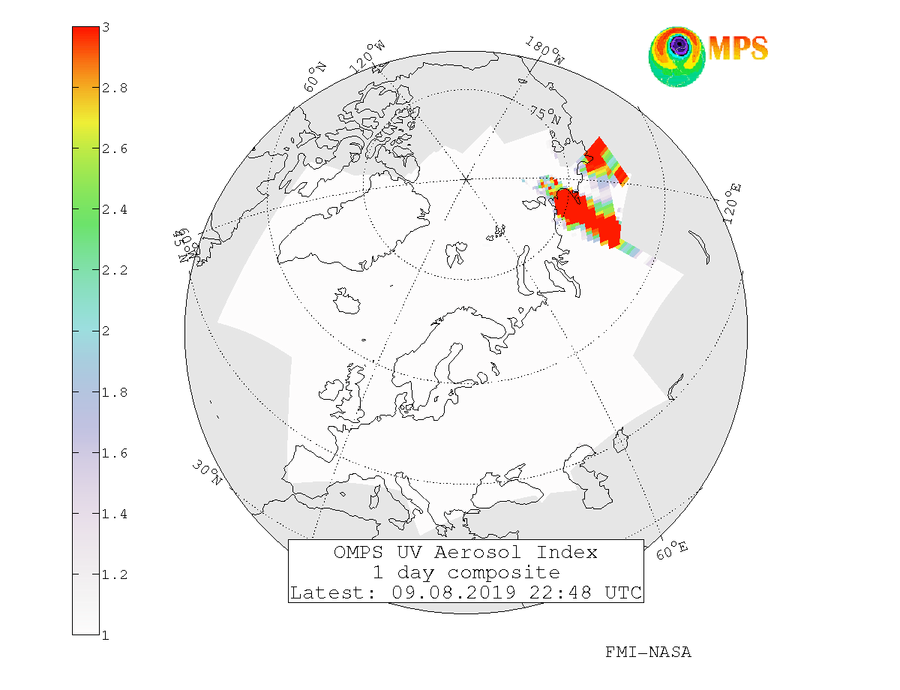 3
2.8
2.6
2.4
2.2
2
1.8
1.6
1.4
1.2
1
MPS
60°N
120°W
180°W
75°N
120°E
30°N
60°E
OMPS UV Aerosol Index
1 day composite
Latest: 09.08.2019 22:48 UTC
FMI–NASA